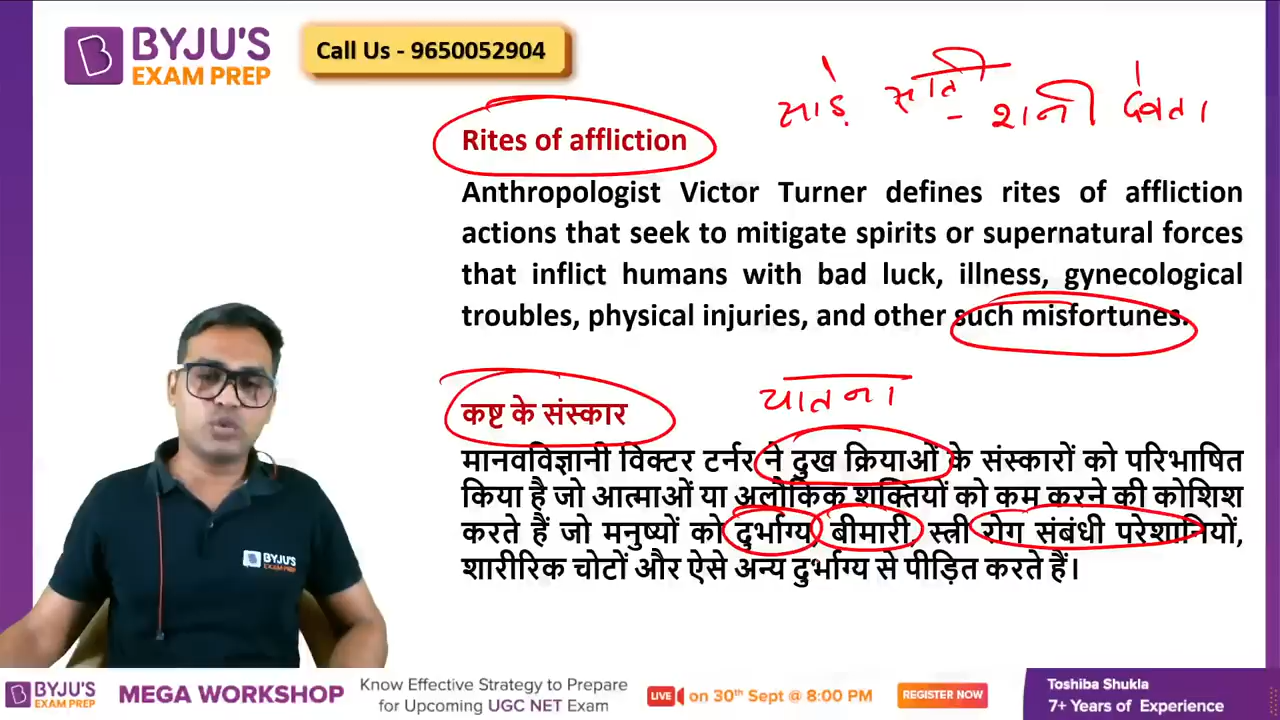 BYJU'S
EXAM PREP
Call Us - 9650052904
साढ़े साती - शनी देवता
Rites of affliction
Anthropologist Victor Turner defines rites of affliction
actions that seek to mitigate spirits or supernatural forces
that inflict humans with bad luck, illness, gynecological
troubles, physical injuries, and other such misfortunes.
यातना
कष्ट के संस्कार
मानवविज्ञानी विक्टर टर्नर ने दुख क्रियाओं के संस्कारों को परिभाषित
किया है जो आत्माओं या अलौकिक शक्तियों को कम करने की कोशिश
करते हैं जो मनुष्यों को दुर्भाग्य, बीमारी, स्त्री रोग संबंधी परेशानियों,
शारीरिक चोटों और ऐसे अन्य दुर्भाग्य से पीड़ित करते हैं।
BYJU'S
EXAM PREP
BYJU'S
EXAM PREP
MEGA WORKSHOP
Know Effective Strategy to Prepare
for Upcoming UGC NET Exam
LIVE on 30th Sept @ 8:00 PM
REGISTER NOW
Toshiba Shukla
7+ Years of Experience